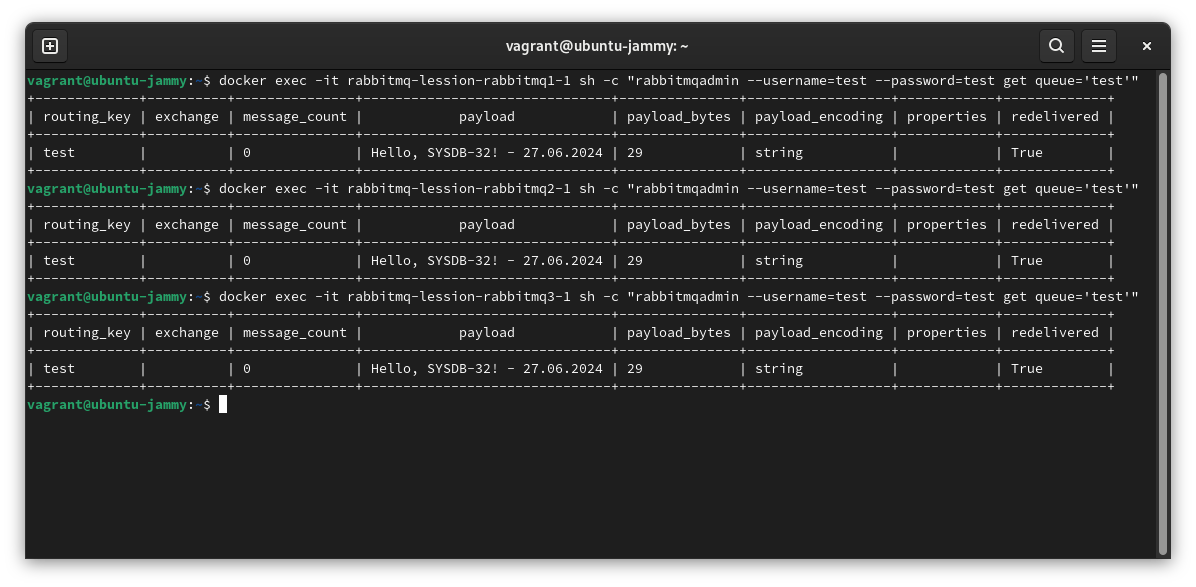 vagrant@ubuntu-jammy: ~
vagrant@ubuntu-jammy:~$ docker exec -it rabbitmq-lession-rabbitmq1-1 sh -c "rabbitmqadmin --username=test --password=test get queue='test'"
+-------------+----------+---------------+-------------------------------+---------------+------------------+------------+-------------+
| routing_key | exchange | message_count |            payload            | payload_bytes | payload_encoding | properties | redelivered |
+-------------+----------+---------------+-------------------------------+---------------+------------------+------------+-------------+
| test        |          | 0             | Hello, SYSDB-32! - 27.06.2024 | 29            | string           |            | True        |
+-------------+----------+---------------+-------------------------------+---------------+------------------+------------+-------------+
vagrant@ubuntu-jammy:~$ docker exec -it rabbitmq-lession-rabbitmq2-1 sh -c "rabbitmqadmin --username=test --password=test get queue='test'"
+-------------+----------+---------------+-------------------------------+---------------+------------------+------------+-------------+
| routing_key | exchange | message_count |            payload            | payload_bytes | payload_encoding | properties | redelivered |
+-------------+----------+---------------+-------------------------------+---------------+------------------+------------+-------------+
| test        |          | 0             | Hello, SYSDB-32! - 27.06.2024 | 29            | string           |            | True        |
+-------------+----------+---------------+-------------------------------+---------------+------------------+------------+-------------+
vagrant@ubuntu-jammy:~$ docker exec -it rabbitmq-lession-rabbitmq3-1 sh -c "rabbitmqadmin --username=test --password=test get queue='test'"
+-------------+----------+---------------+-------------------------------+---------------+------------------+------------+-------------+
| routing_key | exchange | message_count |            payload            | payload_bytes | payload_encoding | properties | redelivered |
+-------------+----------+---------------+-------------------------------+---------------+------------------+------------+-------------+
| test        |          | 0             | Hello, SYSDB-32! - 27.06.2024 | 29            | string           |            | True        |
+-------------+----------+---------------+-------------------------------+---------------+------------------+------------+-------------+
vagrant@ubuntu-jammy:~$